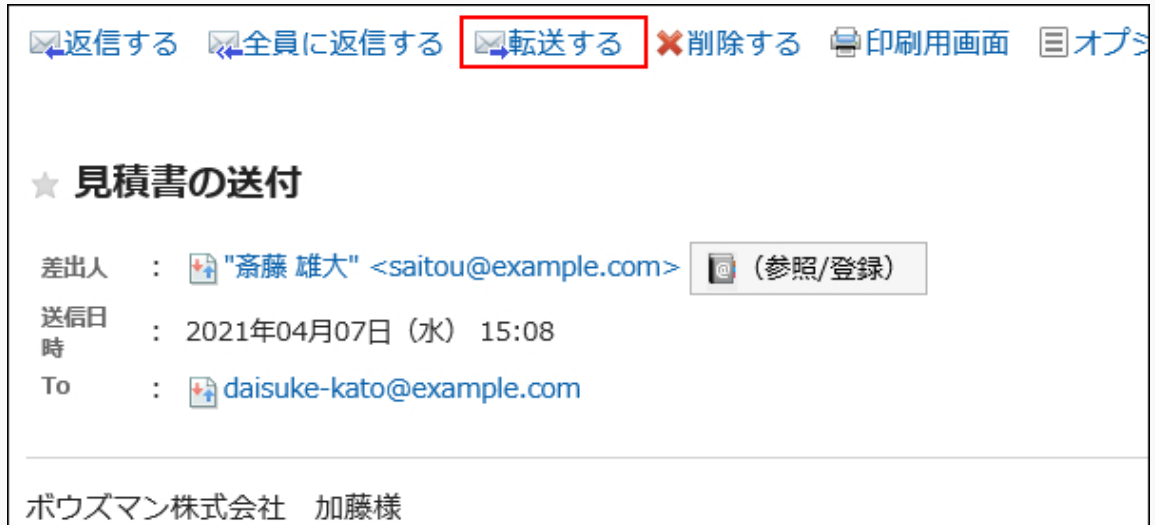 返信する 全員に返信する 転送する 削除する 印刷用画面 オプシ
見積書の送付
差出人 : "斎藤 雄大" <saitou@example.com> (参照/登録)
送信日時 : 2021年04月07日（水） 15:08
To : daisuke-kato@example.com
ボウズマン株式会社　加藤様